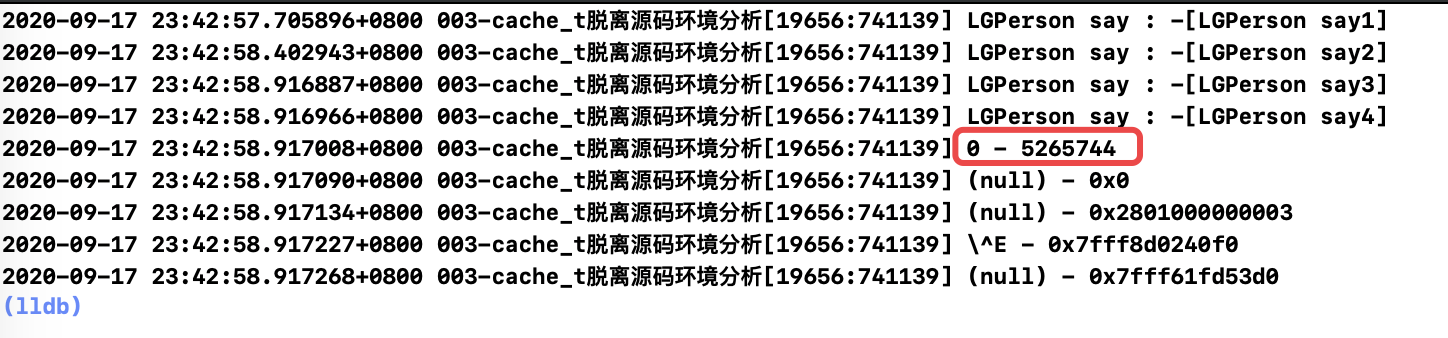 2020-09-17 23:42:57.705896+0800 003-cache_t脱离源码环境分析[19656:741139] LGPerson say : -[LGPerson say1]
2020-09-17 23:42:58.402943+0800 003-cache_t脱离源码环境分析[19656:741139] LGPerson say : -[LGPerson say2]
2020-09-17 23:42:58.916887+0800 003-cache_t脱离源码环境分析[19656:741139] LGPerson say : -[LGPerson say3]
2020-09-17 23:42:58.916966+0800 003-cache_t脱离源码环境分析[19656:741139] LGPerson say : -[LGPerson say4]
2020-09-17 23:42:58.917008+0800 003-cache_t脱离源码环境分析[19656:741139] 0 - 5265744
2020-09-17 23:42:58.917090+0800 003-cache_t脱离源码环境分析[19656:741139] (null) - 0x0
2020-09-17 23:42:58.917134+0800 003-cache_t脱离源码环境分析[19656:741139] (null) - 0x2801000000003
2020-09-17 23:42:58.917227+0800 003-cache_t脱离源码环境分析[19656:741139] \^E - 0x7fff8d0240f0
2020-09-17 23:42:58.917268+0800 003-cache_t脱离源码环境分析[19656:741139] (null) - 0x7fff61fd53d0
(lldb)